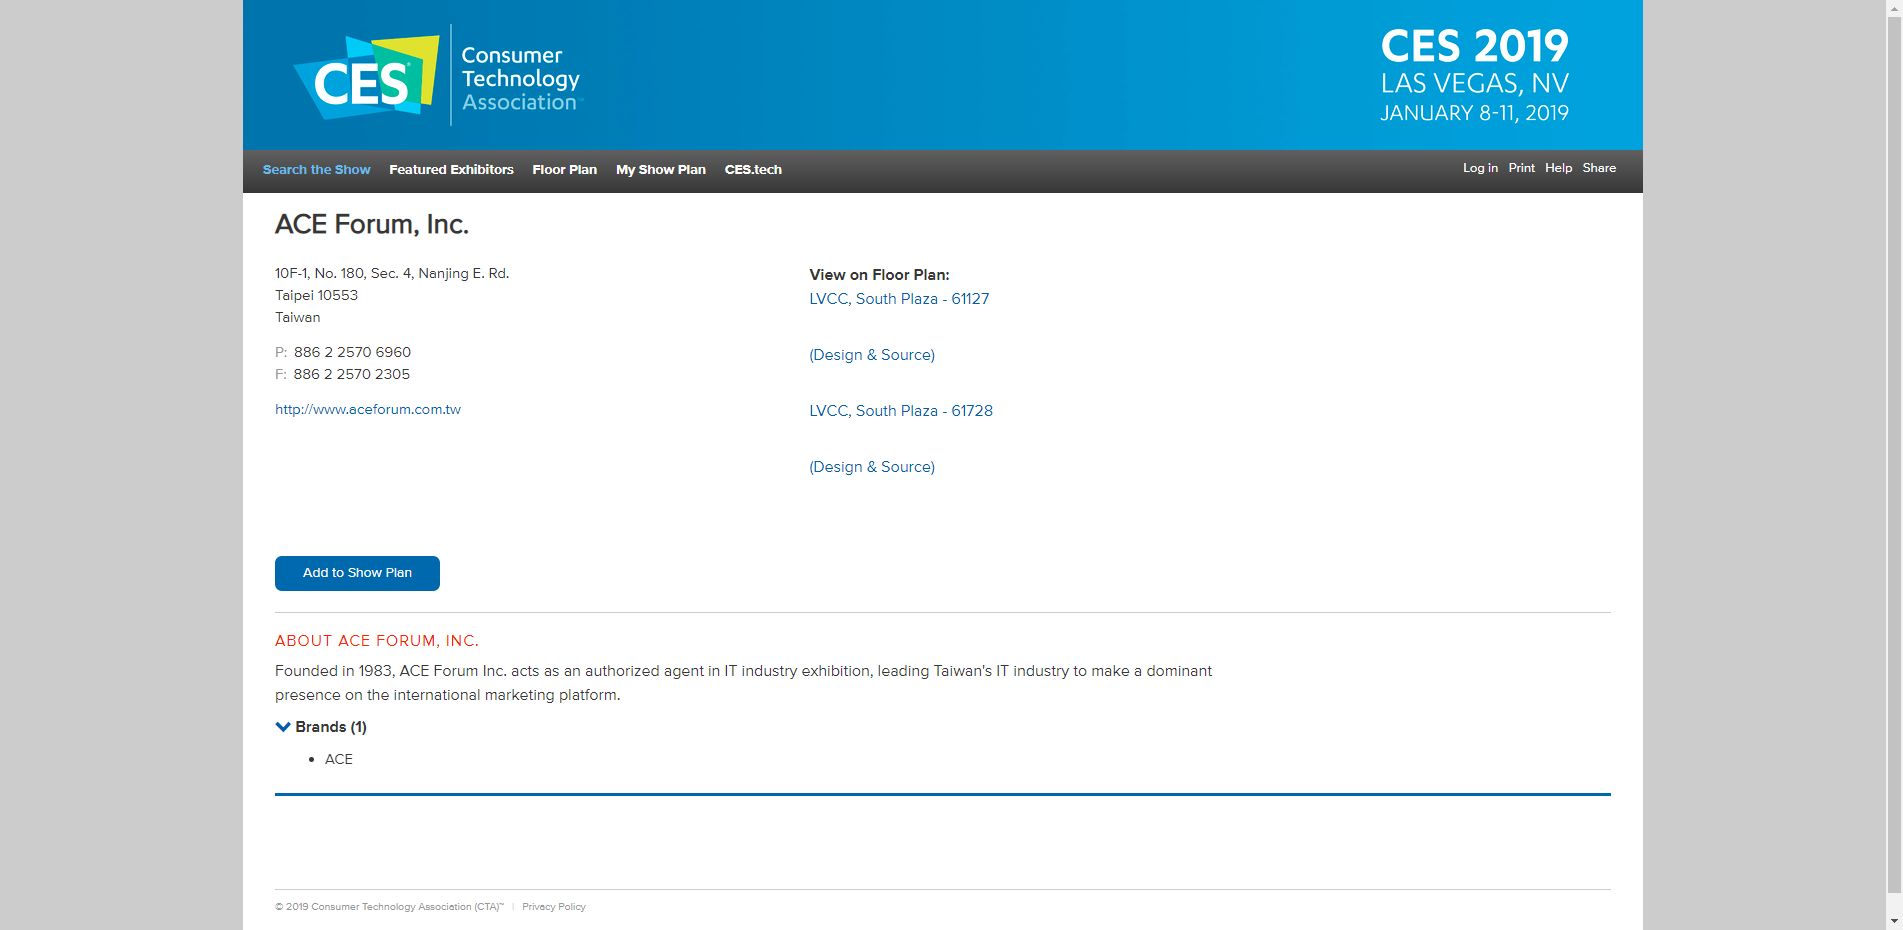 CES®
Consumer
Technology
Association™
CES 2019
LAS VEGAS, NV
JANUARY 8-11, 2019
Search the Show Featured Exhibitors Floor Plan My Show Plan CES.tech
Log in Print Help Share
ACE Forum, Inc.
10F-1, No. 180, Sec. 4, Nanjing E. Rd.
Taipei 10553
Taiwan
P: 886 2 2570 6960
F: 886 2 2570 2305
http://www.aceforum.com.tw
View on Floor Plan:
LVCC, South Plaza - 61127
(Design & Source)
LVCC, South Plaza - 61728
(Design & Source)
Add to Show Plan
ABOUT ACE FORUM, INC.
Founded in 1983, ACE Forum Inc. acts as an authorized agent in IT industry exhibition, leading Taiwan's IT industry to make a dominant
presence on the international marketing platform.
Brands (1)
• ACE
© 2019 Consumer Technology Association (CTA)™ | Privacy Policy